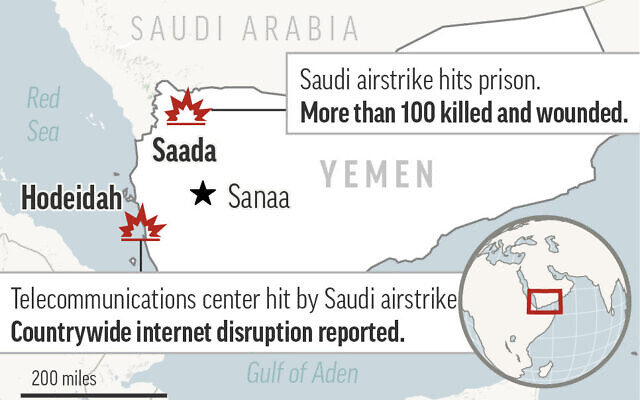 SAUDI ARABIA
Saudi airstrike hits prison.
More than 100 killed and wounded.
Red
Sea
Saada
YEMEN
Hodeidah
Sanaa
Telecommunications center hit by Saudi airstrike
Countrywide internet disruption reported.
200 miles
Gulf of Aden